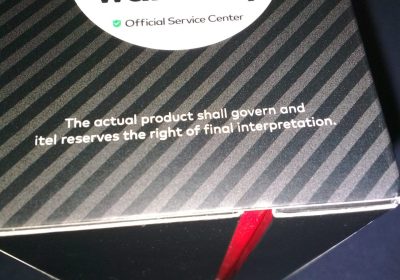 Official Service Center
The actual product shall govern and
itel reserves the right of final interpretation.